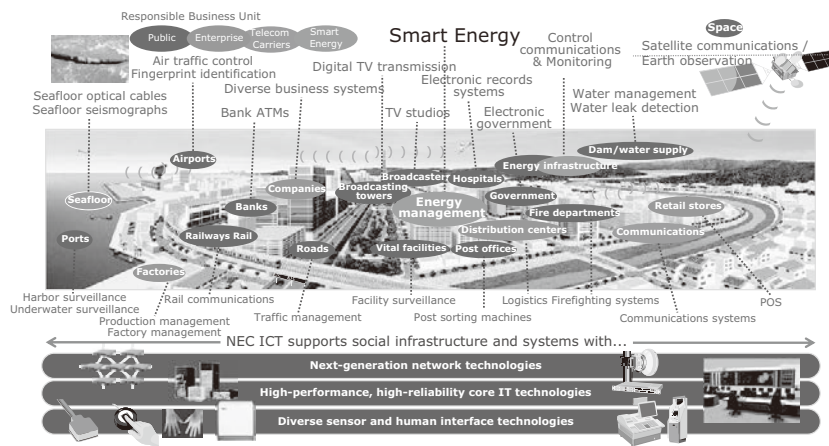 Responsible Business Unit
Public
Enterprise
Telecom
Carriers
Smart
Energy
Smart Energy
Control
communications
& Monitoring
Space
Satellite communications /
Earth observation
Air traffic control
Fingerprint identification
Digital TV transmission
Electronic records
systems
Seafloor optical cables
Seafloor seismographs
Diverse business systems
Bank ATMs
TV studios
Electronic
government
Water management
Water leak detection
Airports
Dam/water supply
Energy infrastructure
Broadcaster
Hospitals
Companies
Broadcasting
towers
Seafloor
Banks
Energy
management
Government
Retail stores
Fire departments
Ports
Railways Rail
Roads
Vital facilities
Distribution centers
Post offices
Communications
Factories
Harbor surveillance
Underwater surveillance
Rail communications
Facility surveillance
Logistics
Firefighting systems
POS
Production management
Factory management
Traffic management
Post sorting machines
Communications systems
NEC ICT supports social infrastructure and systems with...
Next-generation network technologies
High-performance, high-reliability core IT technologies
Diverse sensor and human interface technologies